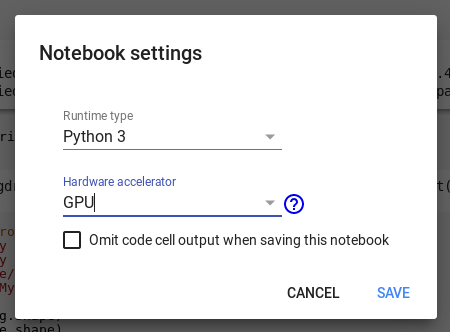 Notebook settings
Runtime type
Python 3
Hardware accelerator
GPU
?
Omit code cell output when saving this notebook
CANCEL
SAVE